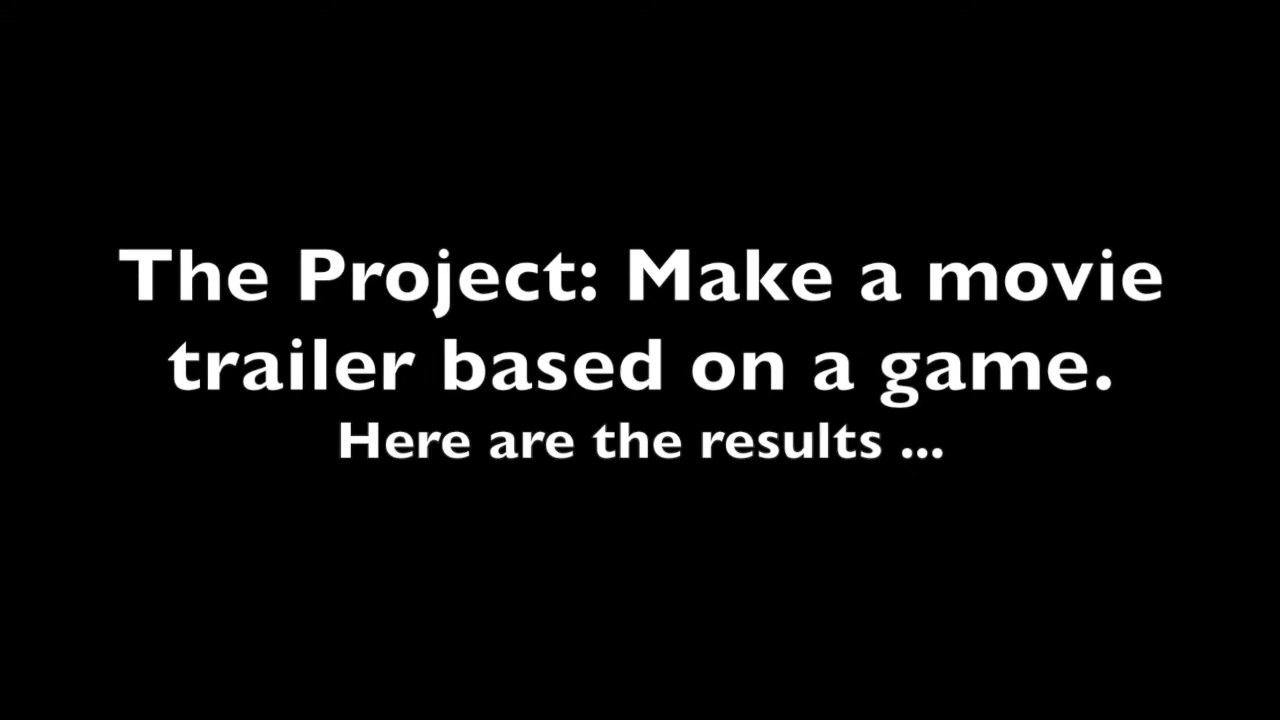 The Project: Make a movie
trailer based on a game.
Here are the results ...